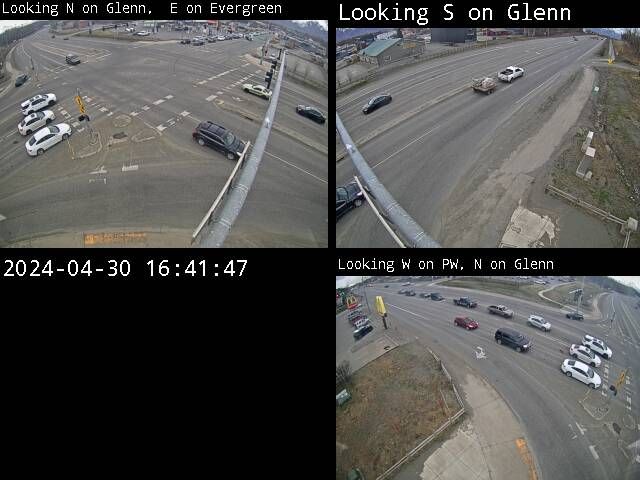 Looking N on Glenn,  E on Evergreen
Looking S on Glenn
2024-04-30 16:41:47
Looking W on PW, N on Glenn